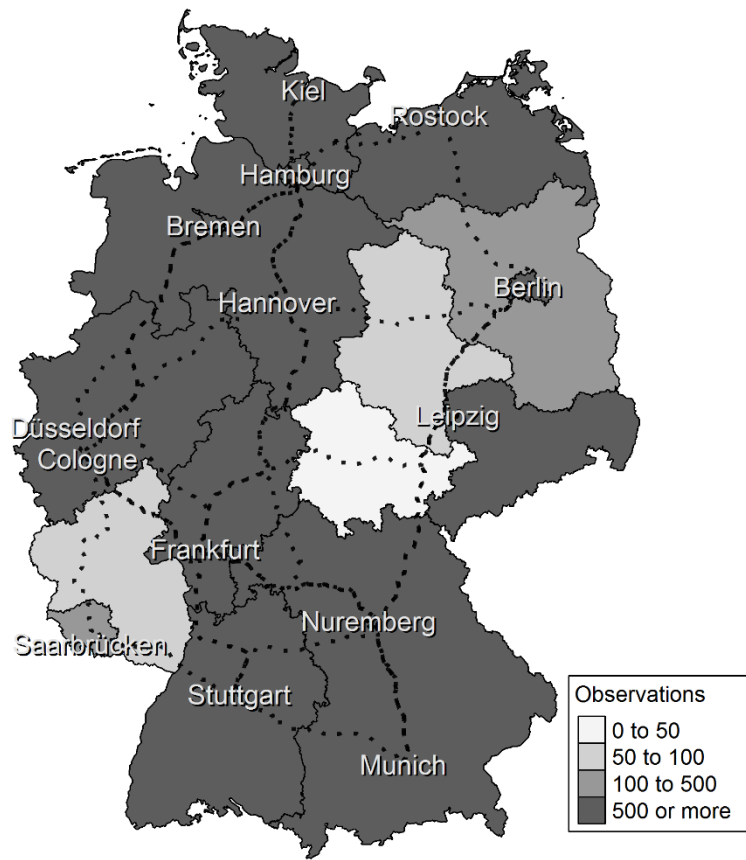 Kiel
Rostock
Hamburg
Bremen
Berlin
Hannover
Leipzig
Düsseldorf
Cologne
Frankfurt
Nuremberg
Saarbrücken
Stuttgart
Munich
Observations
0 to 50
50 to 100
100 to 500
500 or more